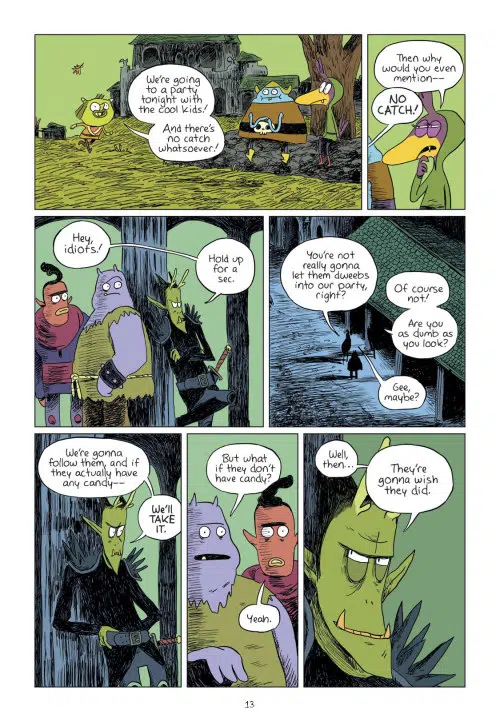 We're going
to a party
tonight with
the cool kids!
And there's
no catch
whatsoever!
Then why
would you even
mention--
NO
CATCH!
Hey,
idiots!
Hold up
for a
sec.
You're not
really gonna
let them dweebs
into our party,
right?
Of course
not!
Are you
as dumb as
you look?
Gee,
maybe?
We're gonna
follow them, and if
they actually have
any candy--
We'll
TAKE
IT.
But what
if they don't
have candy?
Yeah.
Well,
then...
They're
gonna wish
they did.
13